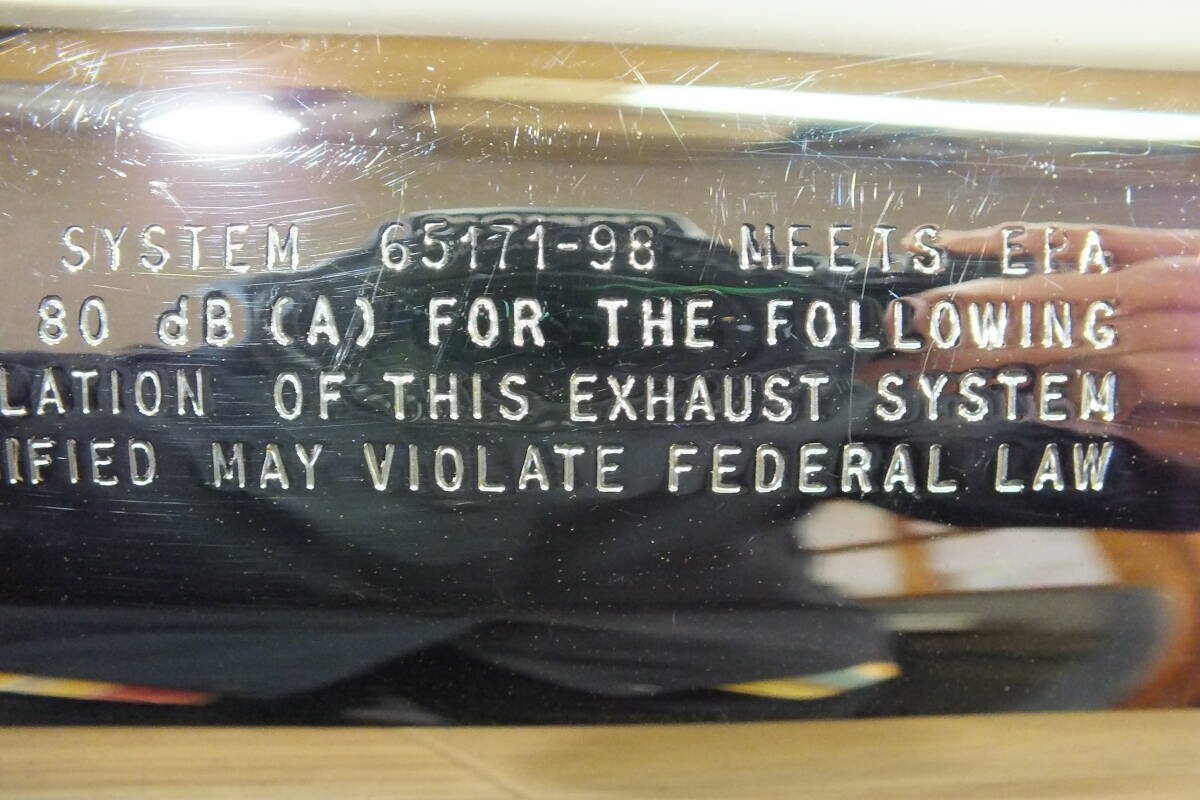 SYSTEM 65171-98 MEETS EPA
80 dB (A) FOR THE FOLLOWING
LATION OF THIS EXHAUST SYSTEM
IFIED MAY VIOLATE FEDERAL LAW